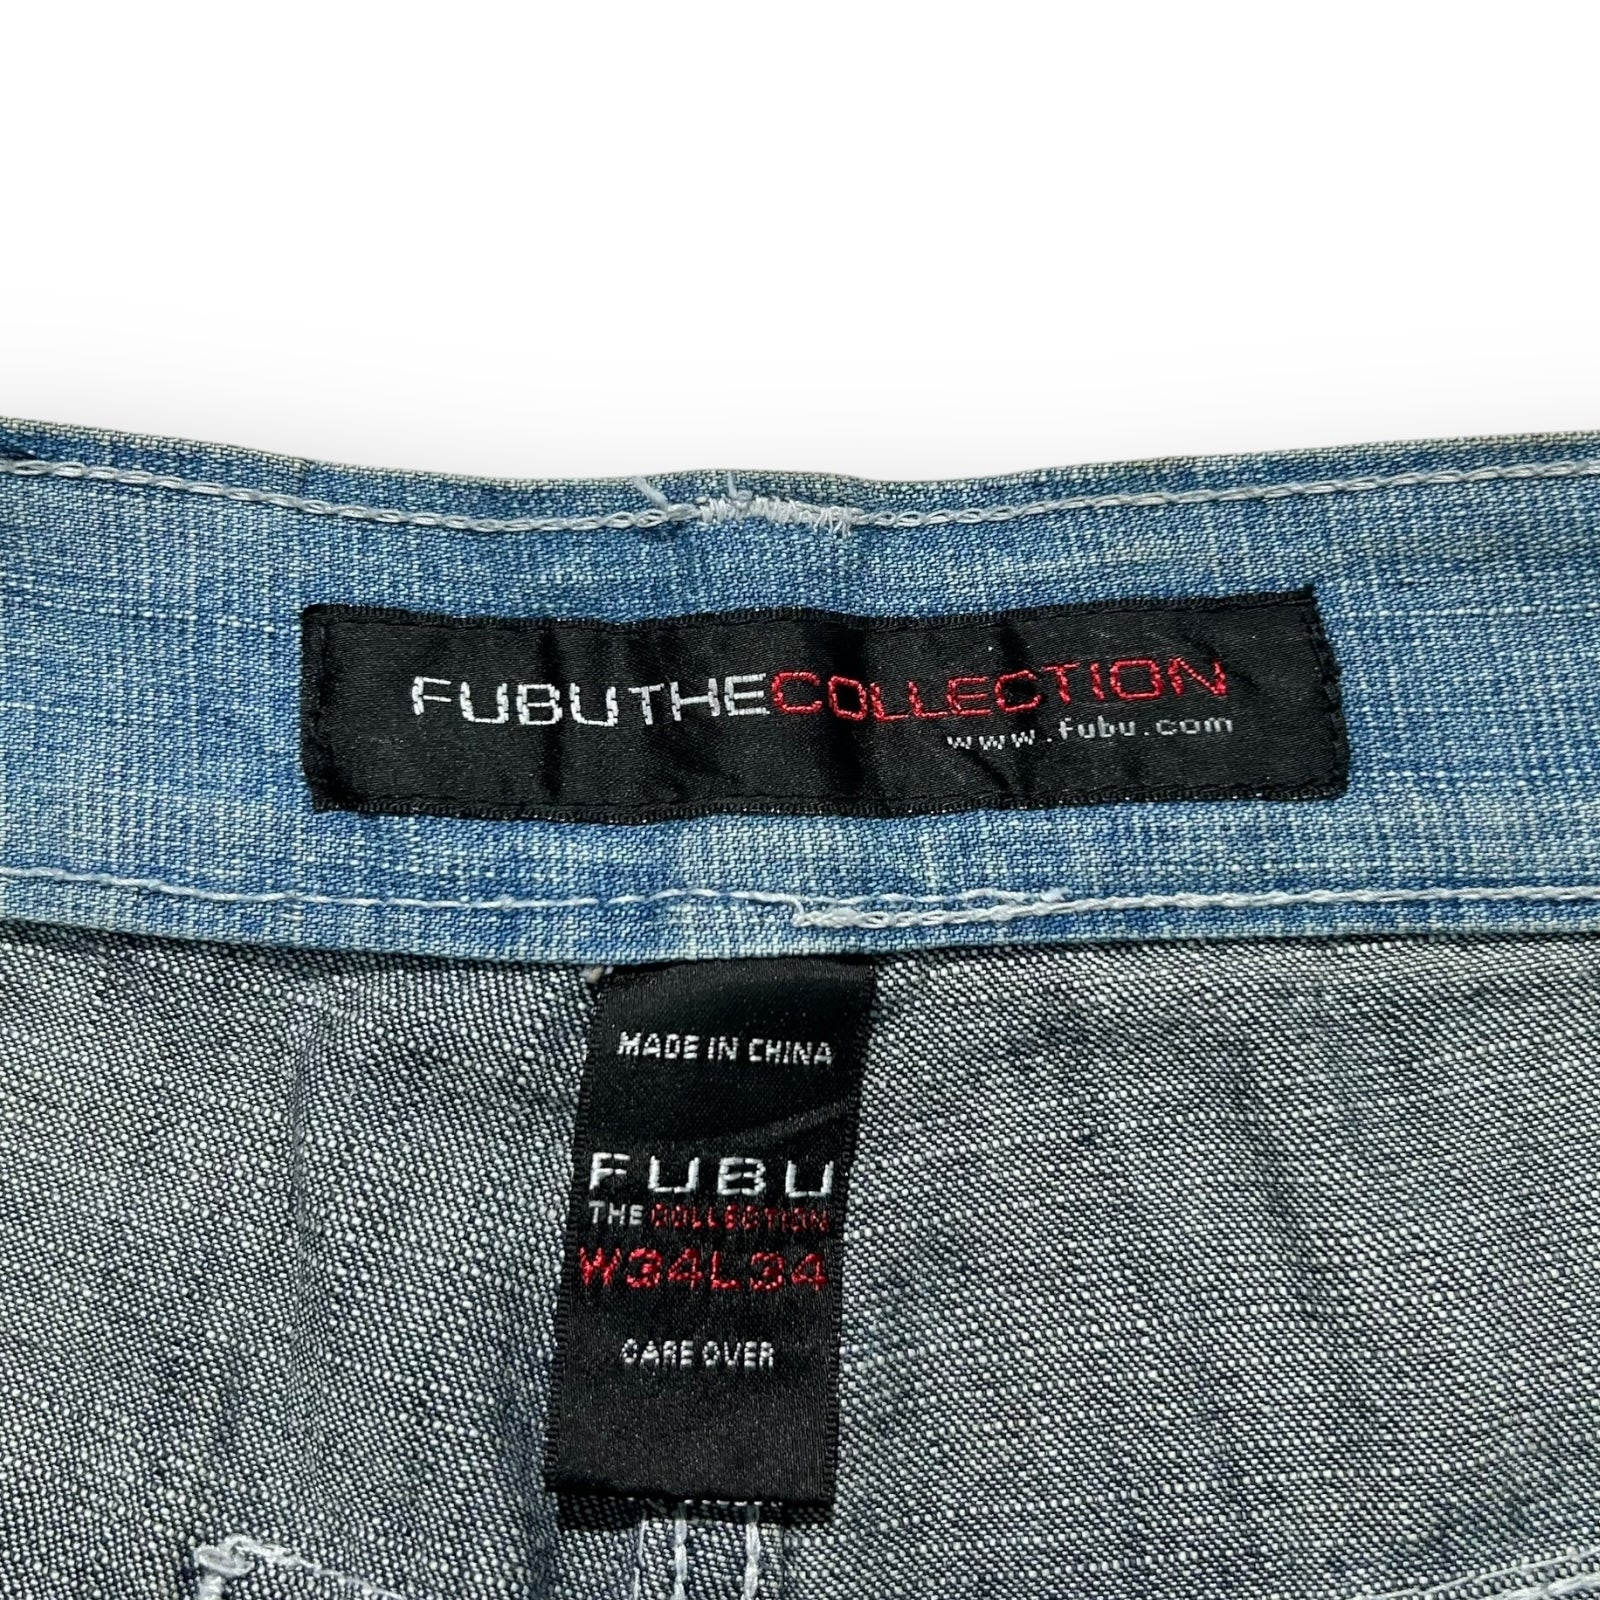 FUBUTHECOLLECTION
www.fubu.com
MADE IN CHINA
FUBU
THE COLLECTION
W34L34
CARE OVER